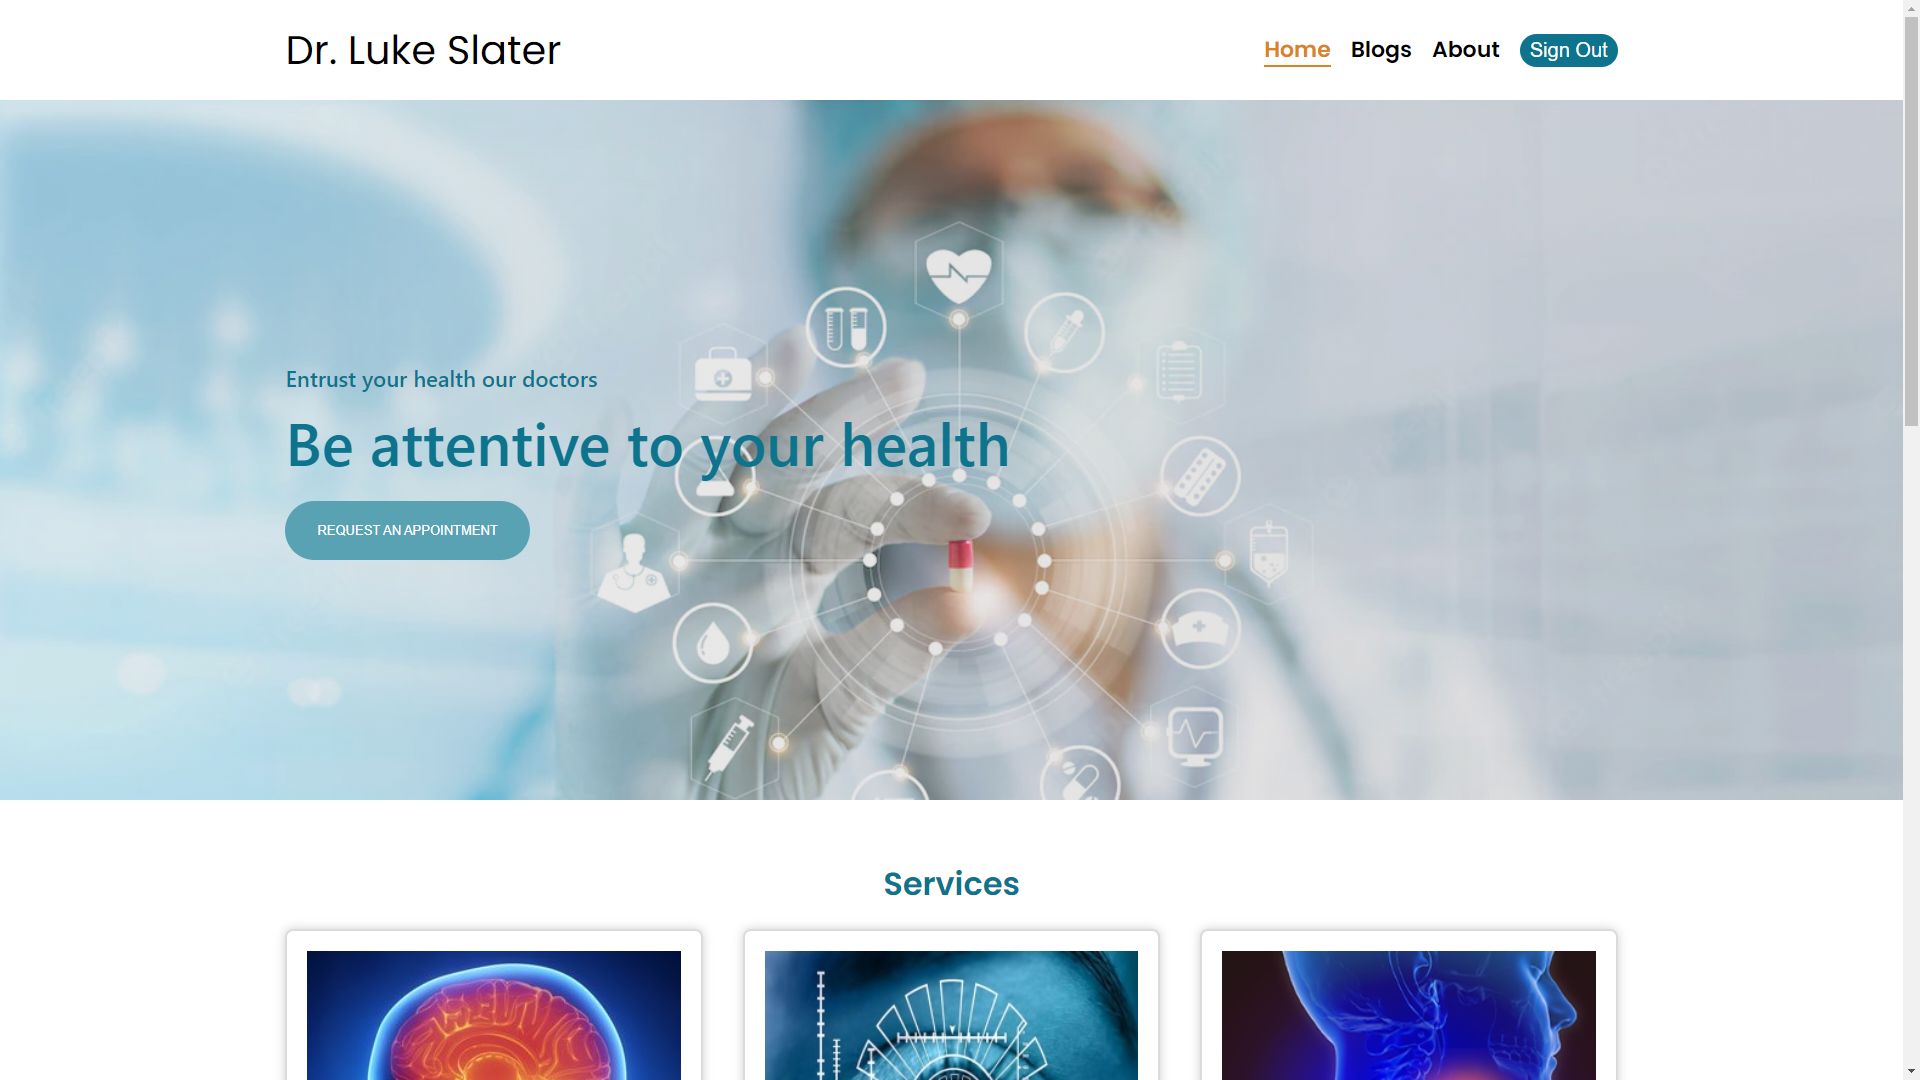 Dr. Luke Slater
Home
Blogs
About
Sign Out
Entrust your health our doctors
Be attentive to your health
REQUEST AN APPOINTMENT
Services